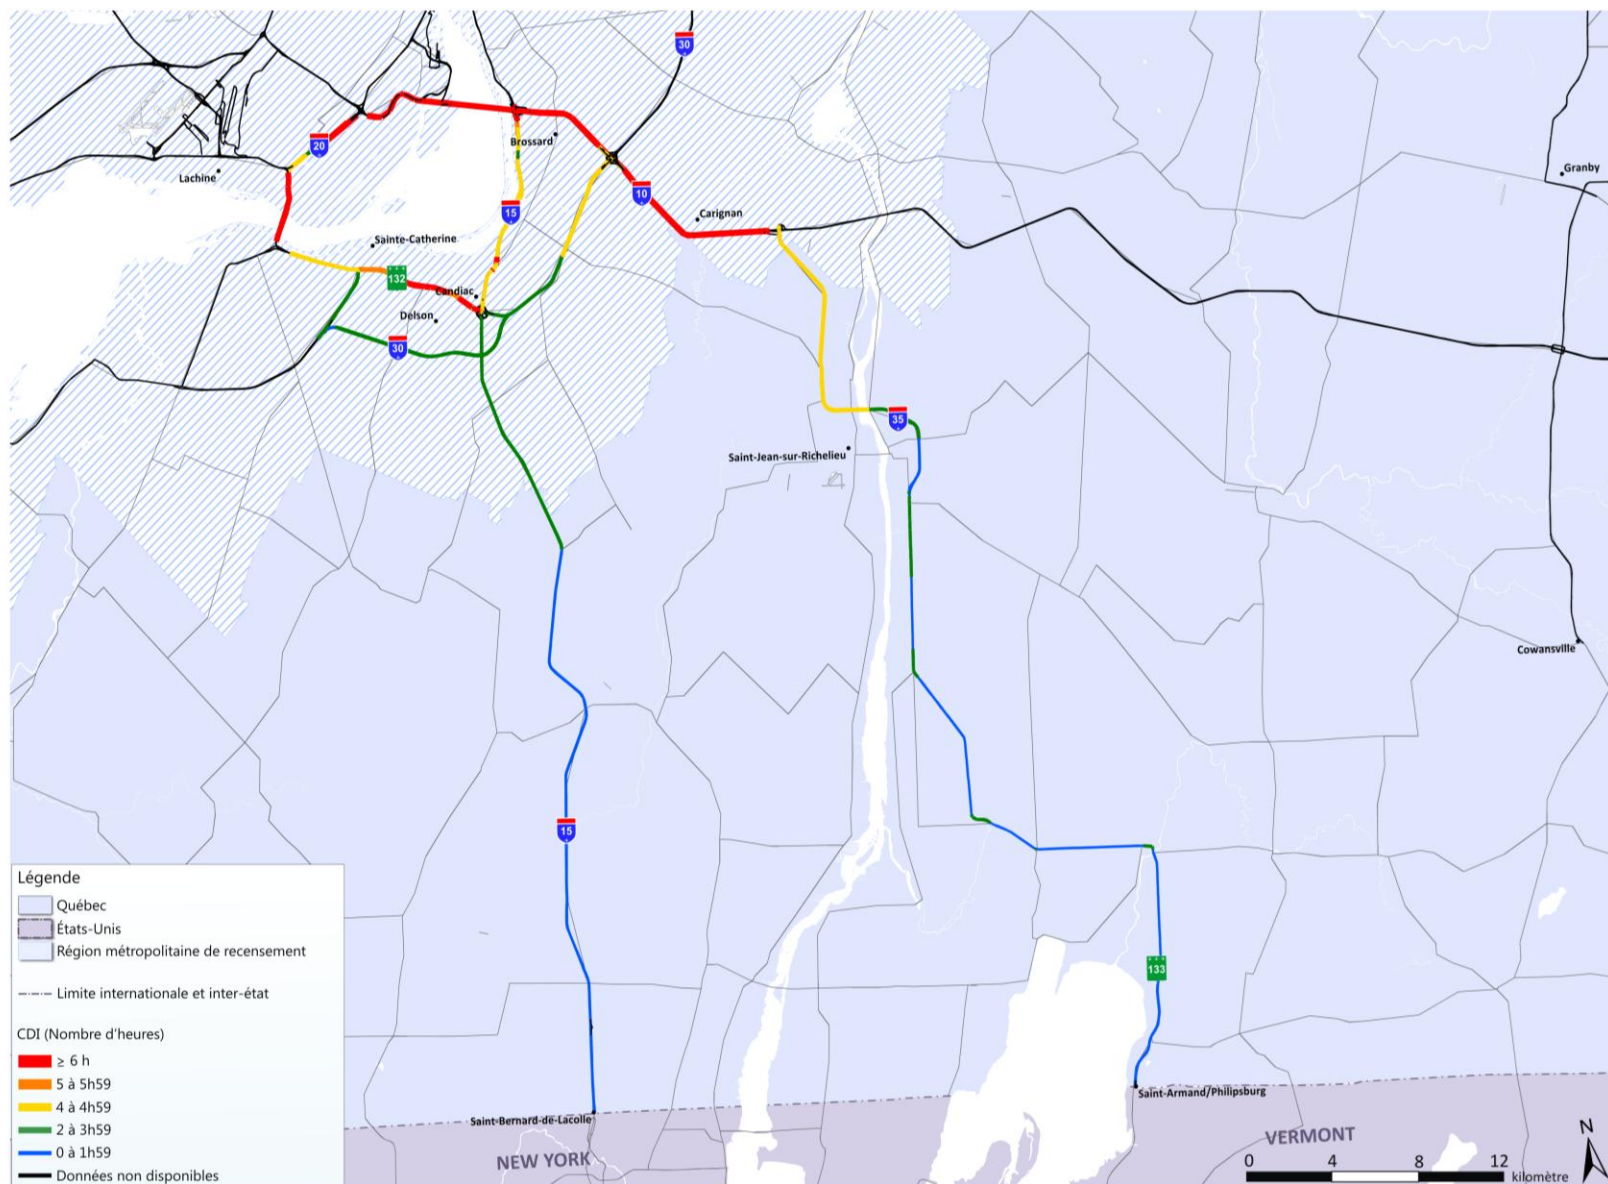 30
20
Brossard
Lachine
Granby
10
15
Carignan
Sainte-Catherine
132
Candiac
Delson
30
35
Saint-Jean-sur-Richelieu
Cowansville
15
133
Légende
Québec
États-Unis
Région métropolitaine de recensement
Limite internationale et inter-état
CDI (Nombre d'heures)
≥ 6 h
5 à 5h59
4 à 4h59
2 à 3h59
0 à 1h59
Données non disponibles
Saint-Bernard-de-Lacolle
Saint-Armand/Philipsburg
NEW YORK
VERMONT
N
0 4 8 12
kilomètre